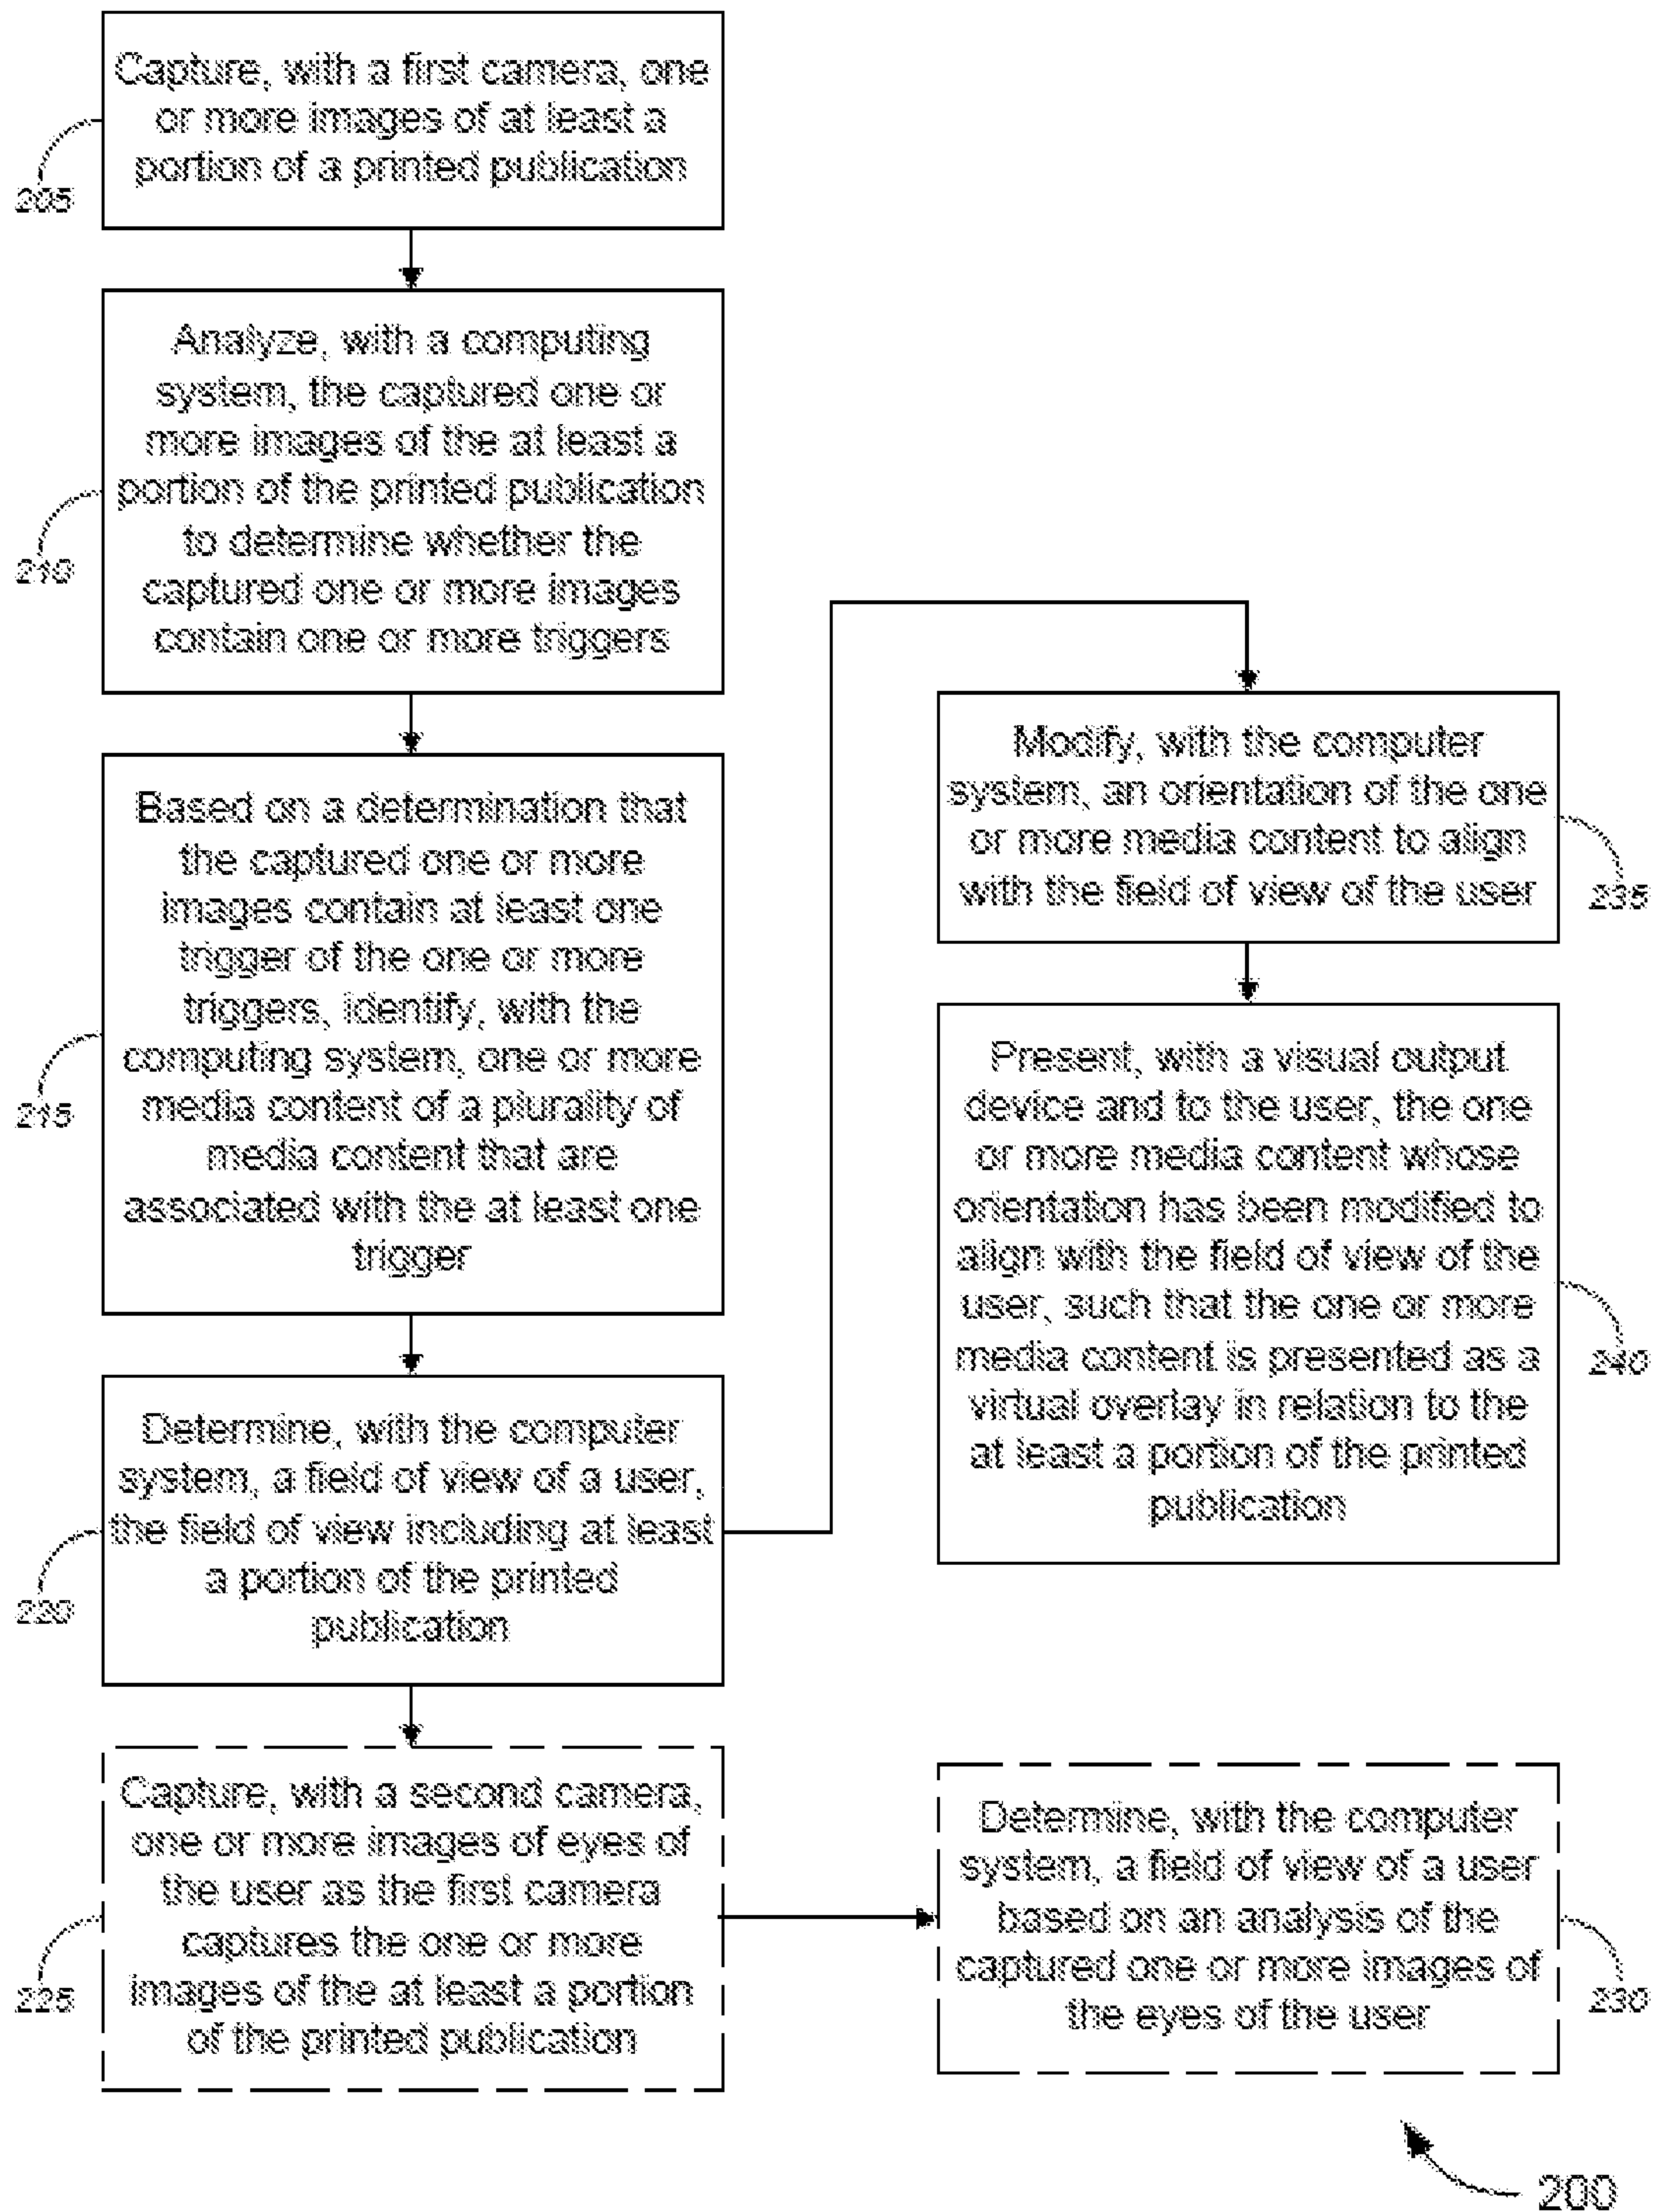 Capture, with a first camera, one
or more images of at least a
portion of a printed publication
205
Analyze, with a computing
system, the captured one or
more images of the at least a
portion of the printed publication
to determine whether the
captured one or more images
contain one or more triggers
210
Based on a determination that
the captured one or more
images contain at least one
trigger of the one or more
triggers, identify, with the
computing system, one or more
media content of a plurality of
media content that are
associated with the at least one
trigger
215
Determine, with the computer
system, a field of view of a user,
the field of view including at least
a portion of the printed
publication
220
Capture, with a second camera,
one or more images of eyes of
the user as the first camera
captures the one or more
images of the at least a portion
of the printed publication
225
Determine, with the computer
system, a field of view of a user
based on an analysis of the
captured one or more images of
the eyes of the user
230
Modify, with the computer
system, an orientation of the one
or more media content to align
with the field of view of the user
235
Present, with a visual output
device and to the user, the one
or more media content whose
orientation has been modified to
align with the field of view of the
user, such that the one or more
media content is presented as a
virtual overlay in relation to the
at least a portion of the printed
publication
240
200